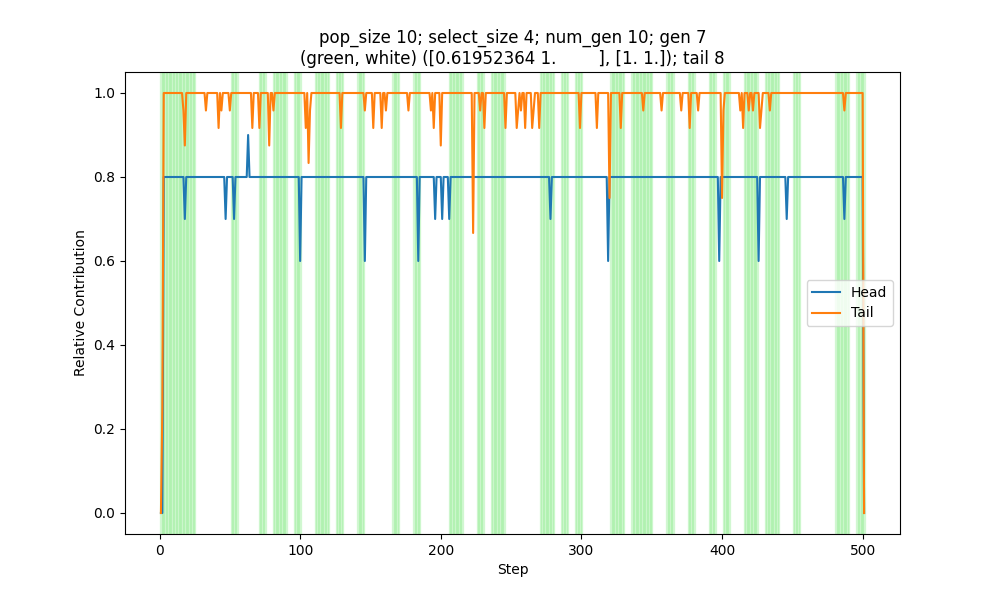 pop_size 10; select_size 4; num_gen 10; gen 7
(green, white) ([0.61952364 1.        ], [1. 1.]); tail 8
1.0
0.8
0.6
0.4
0.2
0.0
Relative Contribution
Head
Tail
0 100 200 300 400 500
Step